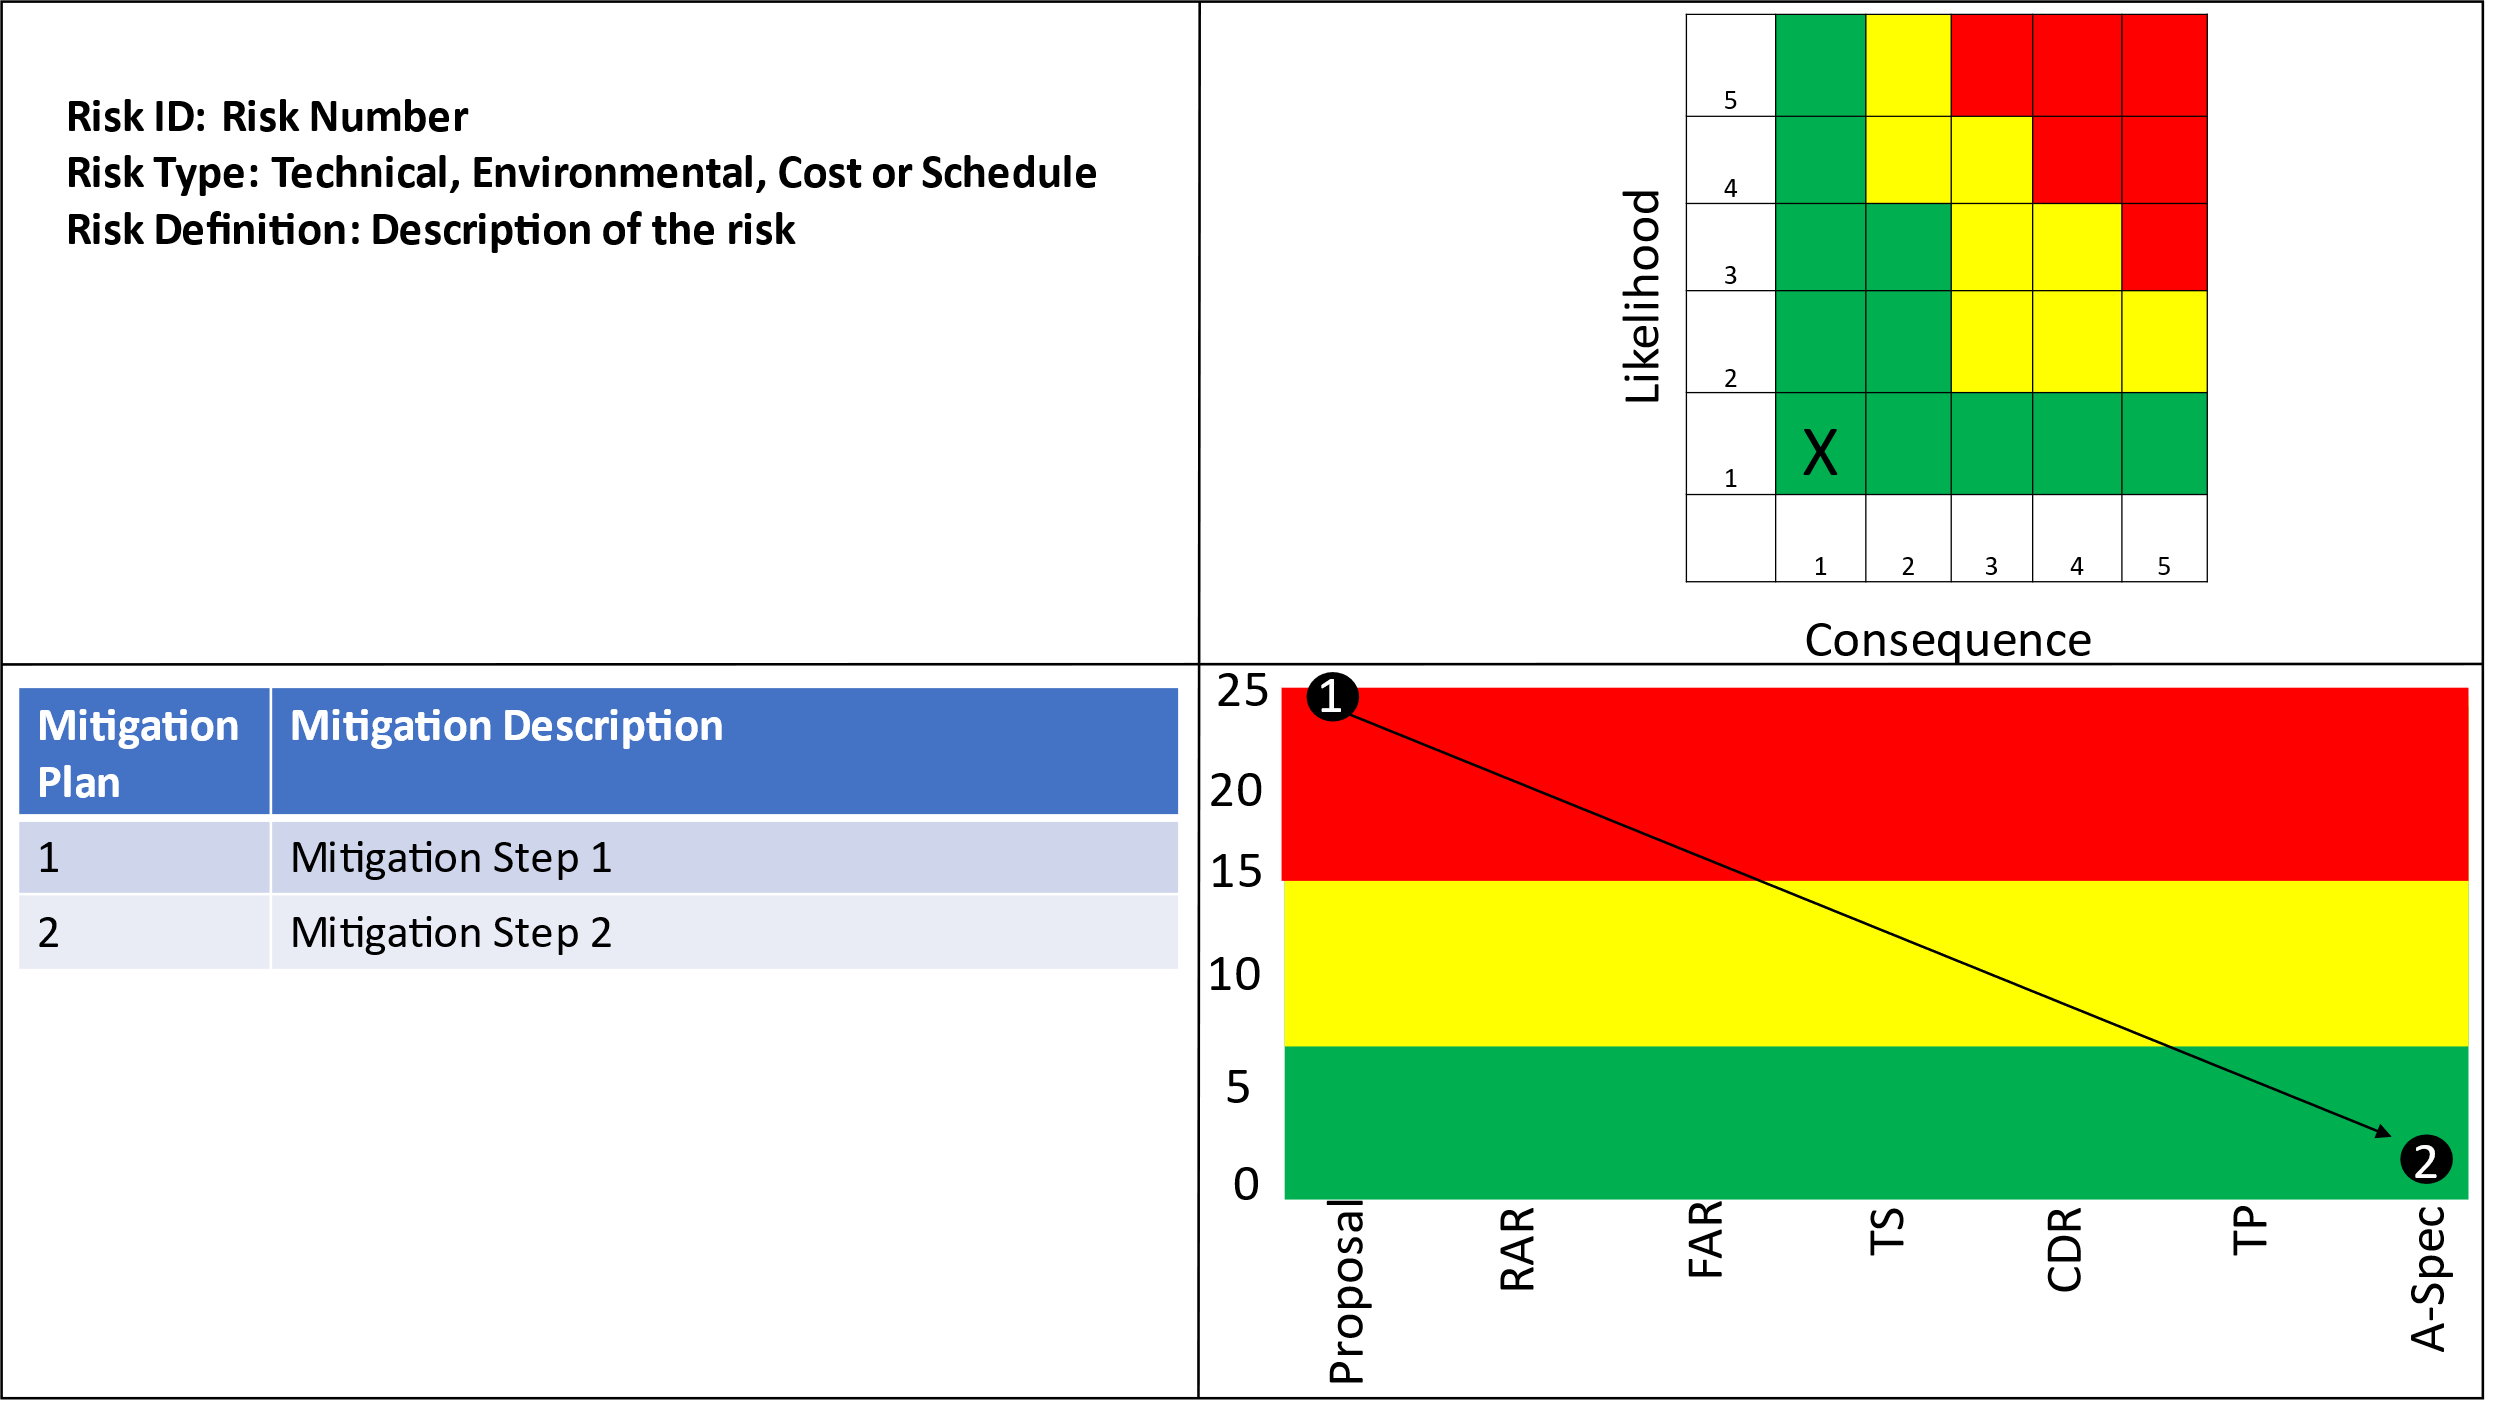 Risk ID: Risk Number
Risk Type: Technical, Environmental, Cost or Schedule
Risk Definition: Description of the risk
Likelihood
5
4
3
2
1
X
1 2 3 4 5
Consequence
Mitigation Plan Mitigation Description
1 Mitigation Step 1
2 Mitigation Step 2
25
20
15
10
5
0
1
2
Proposal
RAR
FAR
TS
CDR
TP
A-Spec